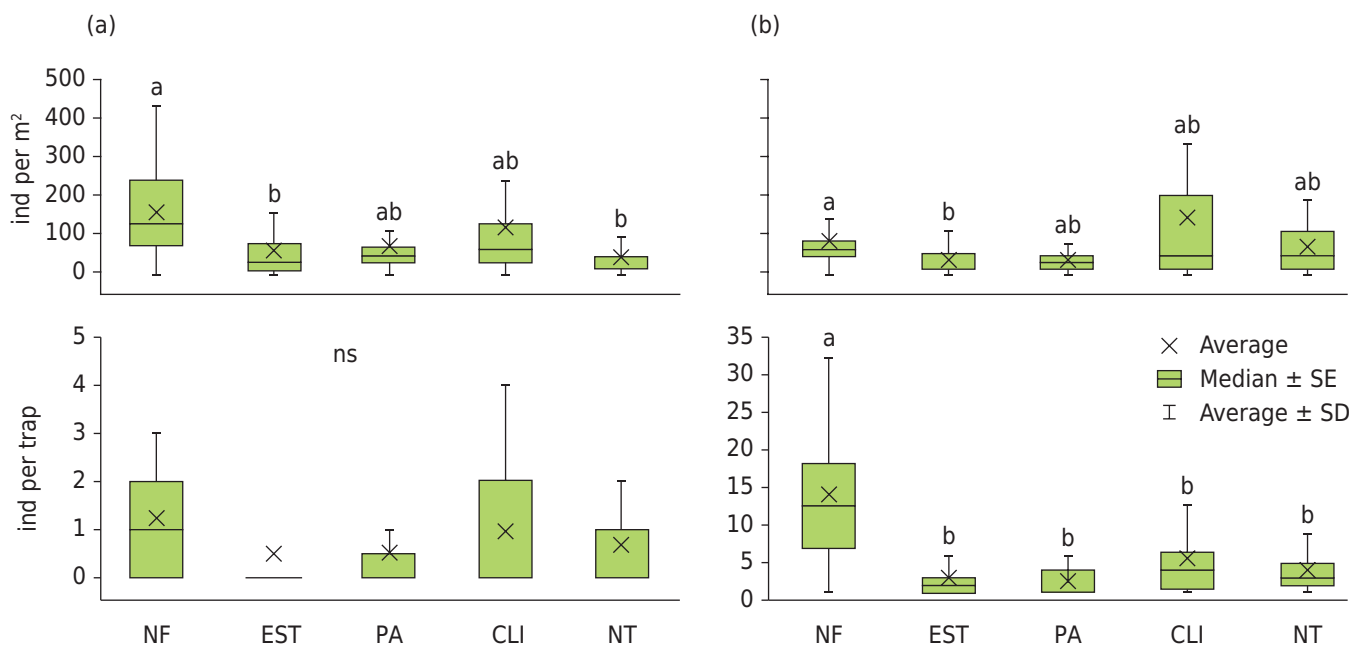 (a)
(b)
ind per m²
500
400
300
200
100
0
a
b
ab
ab
b
a
b
ab
ab
ab
ind per trap
5
4
3
2
1
0
ns
35
30
25
20
15
10
5
0
a
b
b
b
b
Average
Median ± SE
Average ± SD
NF EST PA CLI NT
NF EST PA CLI NT